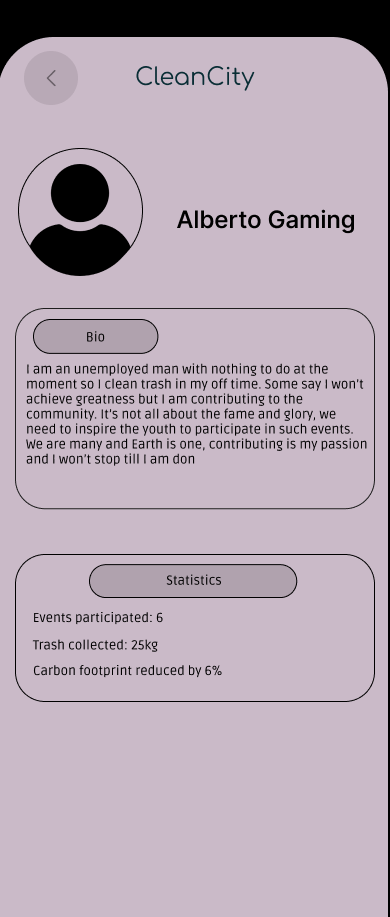 CleanCity
Alberto Gaming
Bio
I am an unemployed man with nothing to do at the
moment so I clean trash in my off time. Some say I won't
achieve greatness but I am contributing to the
community. It's not all about the fame and glory, we
need to inspire the youth to participate in such events.
We are many and Earth is one, contributing is my passion
and I won't stop till I am don
Statistics
Events participated: 6
Trash collected: 25kg
Carbon footprint reduced by 6%